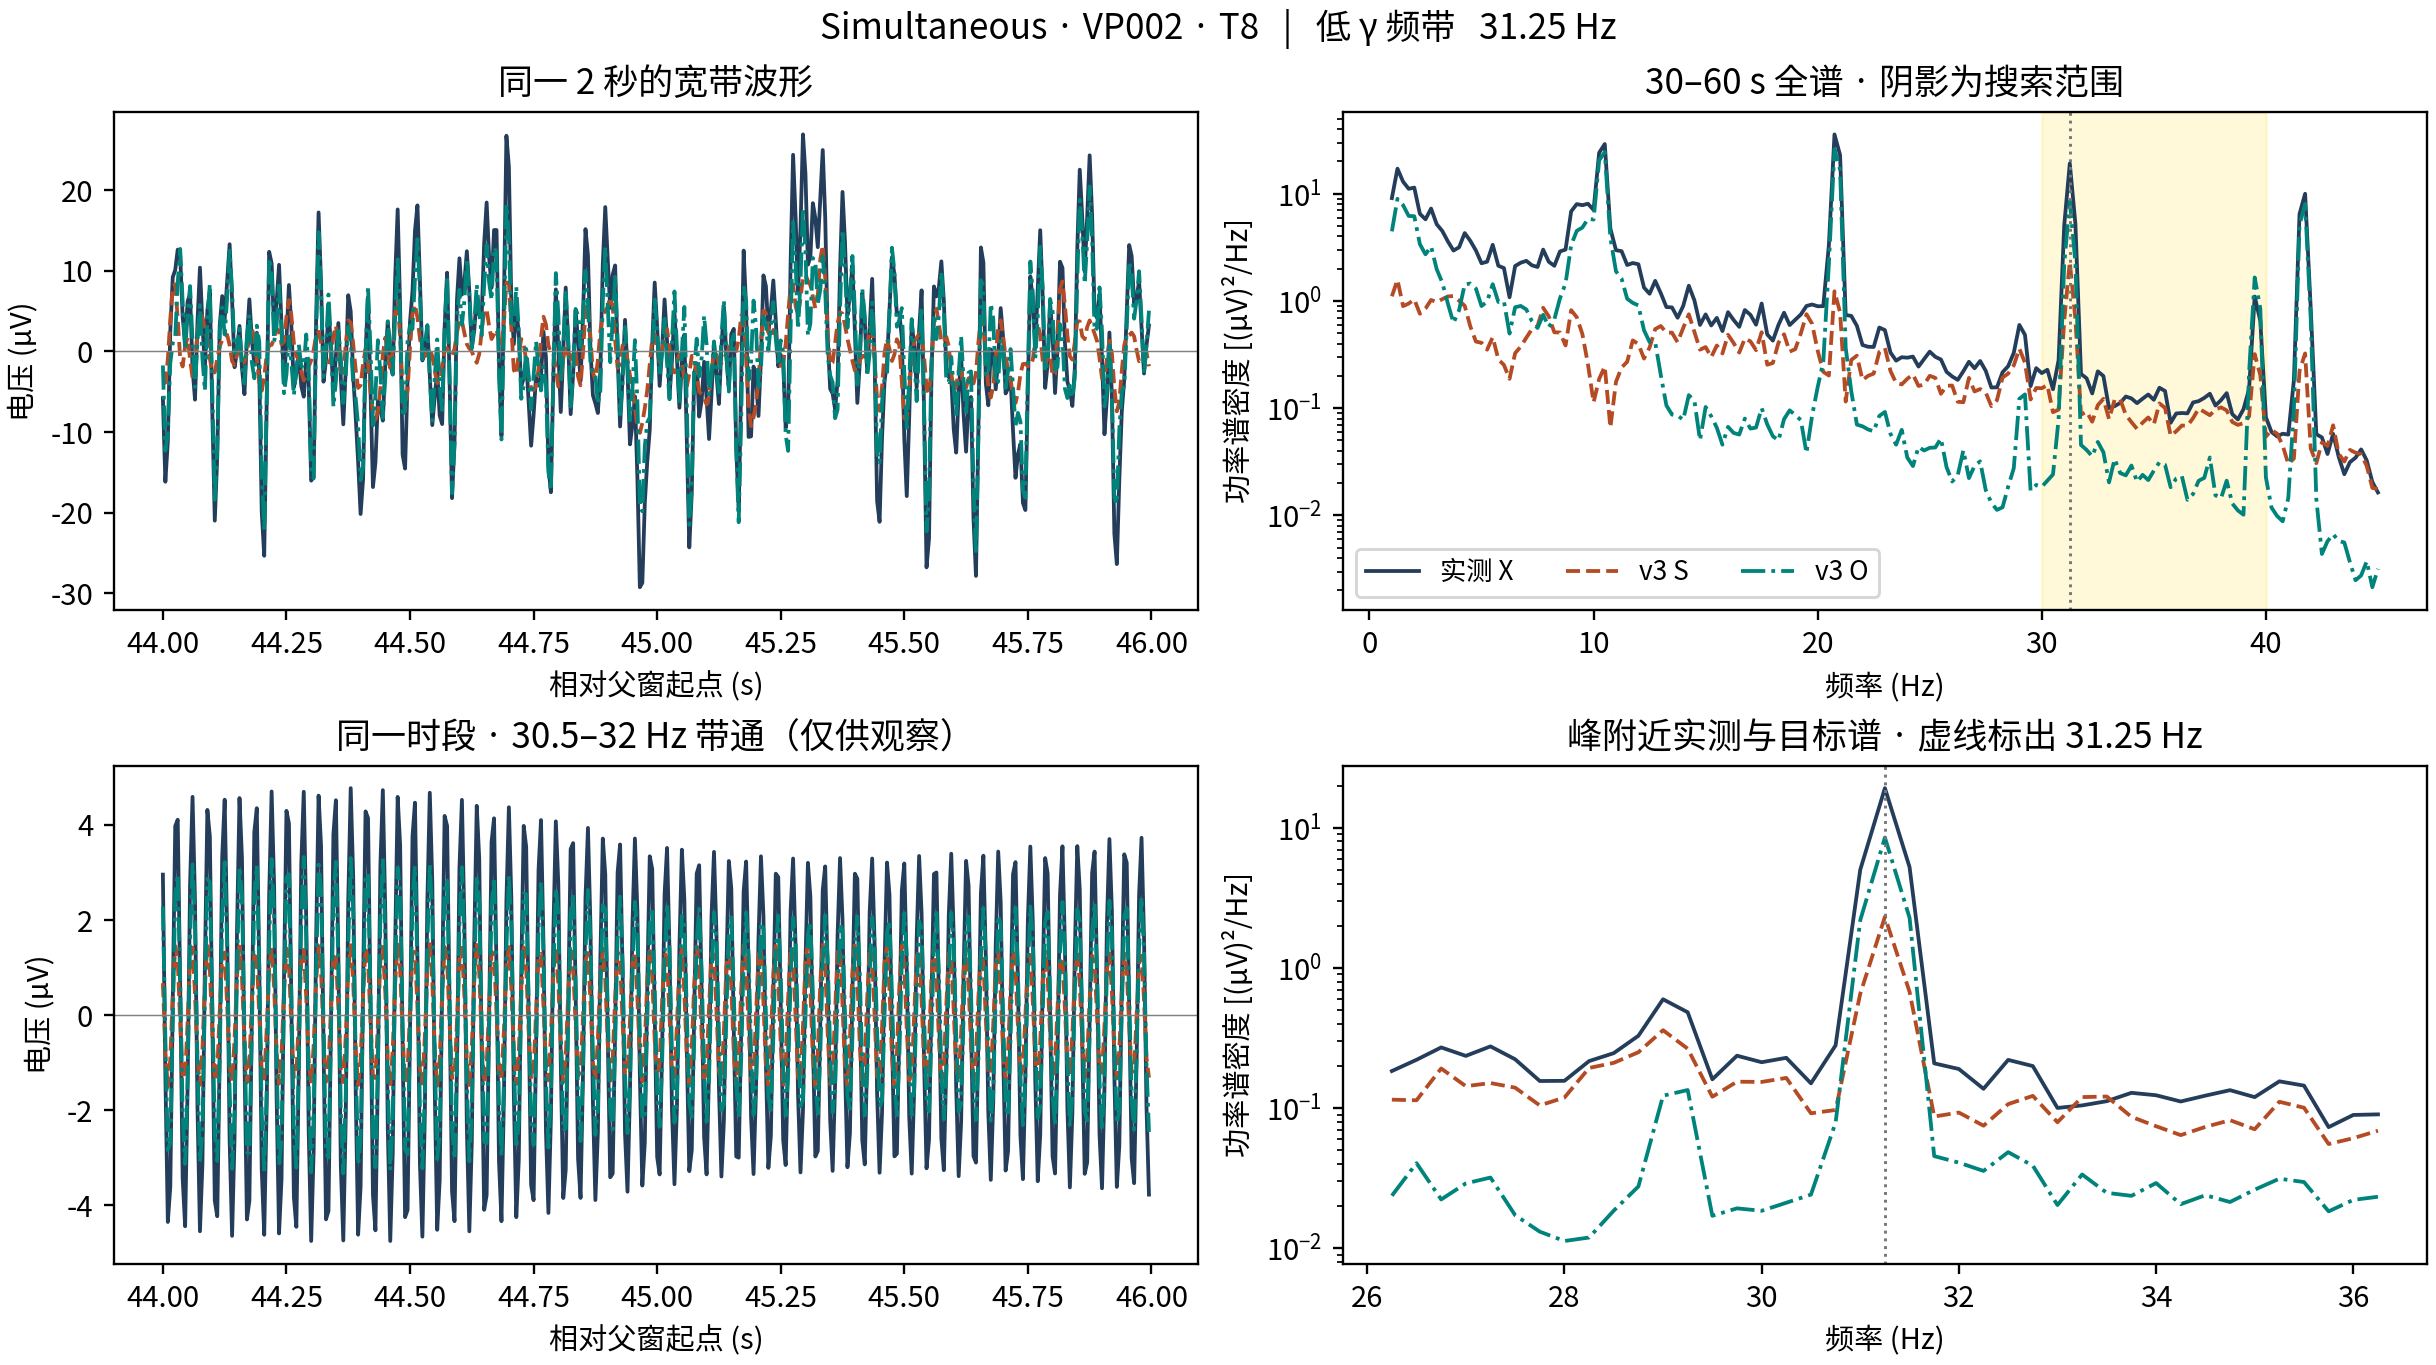 Simultaneous · VP002 · T8 | 低 γ 频带 31.25 Hz
同一 2 秒的宽带波形
电压 (μV)
20
10
0
-10
-20
-30
44.00 44.25 44.50 44.75 45.00 45.25 45.50 45.75 46.00
相对父窗起点 (s)
30–60 s 全谱 · 阴影为搜索范围
功率谱密度 [(μV)²/Hz]
10¹
10⁰
10⁻¹
10⁻²
实测 X v3 S v3 O
0 10 20 30 40
频率 (Hz)
同一时段 · 30.5–32 Hz 带通（仅供观察）
电压 (μV)
4
2
0
-2
-4
44.00 44.25 44.50 44.75 45.00 45.25 45.50 45.75 46.00
相对父窗起点 (s)
峰附近实测与目标谱 · 虚线标出 31.25 Hz
功率谱密度 [(μV)²/Hz]
10¹
10⁰
10⁻¹
10⁻²
26 28 30 32 34 36
频率 (Hz)